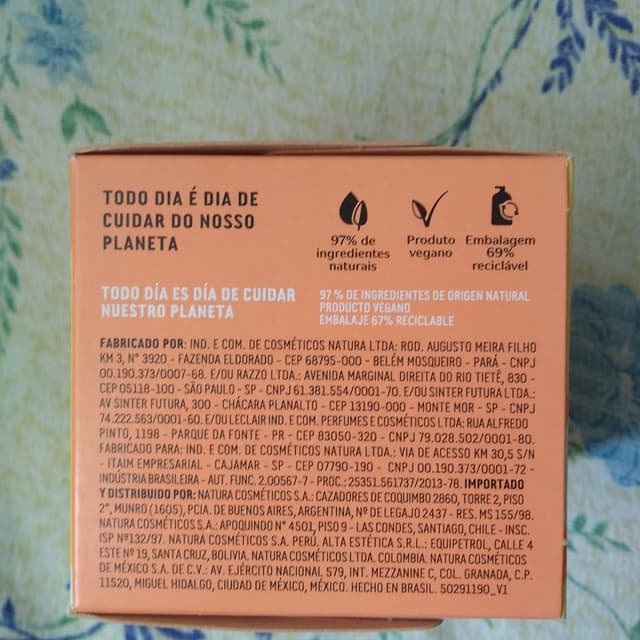 TODO DIA É DIA DE
CUIDAR DO NOSSO
PLANETA
97% de
ingredientes
naturais
Produto
vegano
Embalagem
69%
reciclável
TODO DÍA ES DÍA DE CUIDAR
NUESTRO PLANETA
97 % DE INGREDIENTES DE ORIGEN NATURAL
PRODUCTO VEGANO
EMBALAJE 67% RECICLABLE
FABRICADO POR: IND. E COM. DE COSMÉTICOS NATURA LTDA: ROD. AUGUSTO MEIRA FILHO
KM 3, N° 3920 - FAZENDA ELDORADO - CEP 68795-000 - BELÉM MOSQUEIRO - PARÁ - CNPJ
00.190.373/0007-68. E/OU RAZZO LTDA.: AVENIDA MARGINAL DIREITA DO RIO TIETÊ, 830 -
CEP 05118-100 - SÃO PAULO - SP - CNPJ 61.381.554/0001-70. E/OU SINTER FUTURA LTDA.:
AV SINTER FUTURA, 300 - CHÁCARA PLANALTO - CEP 13190-000 - MONTE MOR - SP - CNPJ
74.222.563/0001-60. E/OU LECLAIR IND. E COM. PERFUMES E COSMÉTICOS LTDA: RUA ALFREDO
PINTO, 1198 - PARQUE DA FONTE - PR - CEP 83050-320 - CNPJ 79.028.502/0001-80.
FABRICADO PARA: IND. E COM. DE COSMÉTICOS NATURA LTDA.: VIA DE ACESSO KM 30,5 S/N
- ITAIM EMPRESARIAL - CAJAMAR - SP - CEP 07790-190 - CNPJ 00.190.373/0001-72 -
INDÚSTRIA BRASILEIRA - AUT. FUNC. 2.00567-7 - PROC.: 25351.561737/2013-78. IMPORTADO
Y DISTRIBUIDO POR: NATURA COSMÉTICOS S.A.: CAZADORES DE COQUIMBO 2860, TORRE 2, PISO
2°, MUNRO (1605), PCIA. DE BUENOS AIRES, ARGENTINA, Nº DE LEGAJO 2437 - RES. MS 155/98.
NATURA COSMÉTICOS S.A.: APOQUINDO N° 4501, PISO 9 - LAS CONDES, SANTIAGO, CHILE - INSC.
ISP Nº132/97. NATURA COSMÉTICOS S.A. PERÚ. ALTA ESTÉTICA S.R.L.: EQUIPETROL, CALLE 4
ESTE Nº 19, SANTA CRUZ, BOLIVIA. NATURA COSMÉTICOS LTDA. COLOMBIA. NATURA COSMÉTICOS
DE MÉXICO S.A. DE C.V.: AV. EJÉRCITO NACIONAL 579, INT. MEZZANINE C, COL. GRANADA, C.P.
11520, MIGUEL HIDALGO, CIUDAD DE MÉXICO, MÉXICO. HECHO EN BRASIL. 50291190_V1